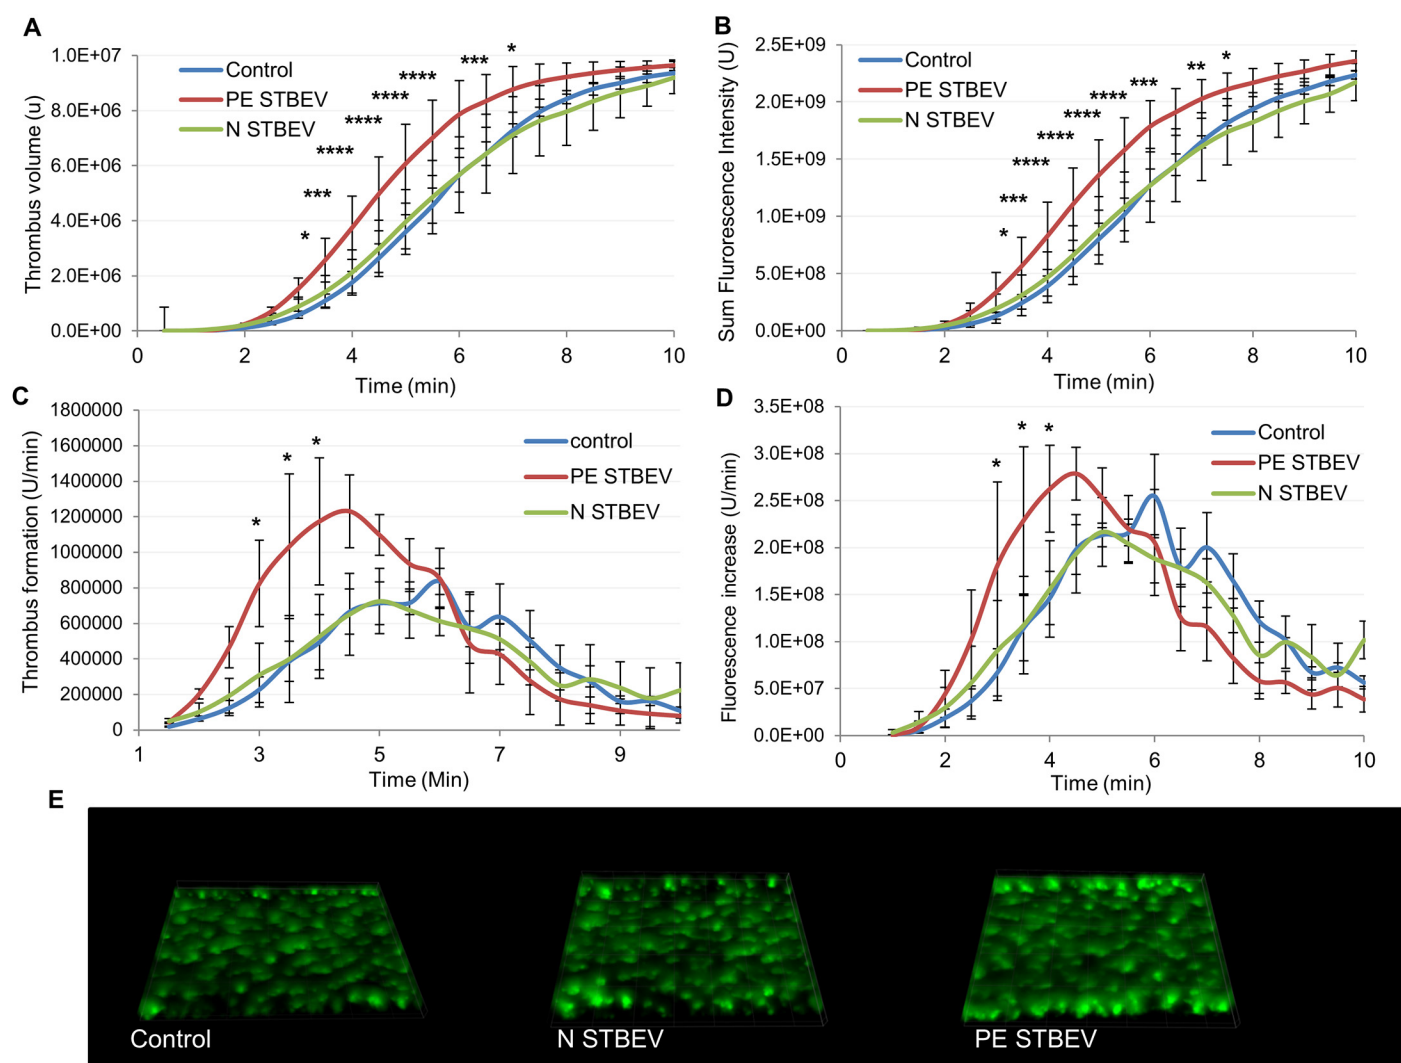 A
Thrombus volume (u)
1.0E+07
8.0E+06
6.0E+06
4.0E+06
2.0E+06
0.0E+00
Control
PE STBEV
N STBEV
*
***
****
****
****
****
***
*
0
2
4
6
8
10
Time (min)
B
Sum Flurorescence Intensity (U)
2.5E+09
2.0E+09
1.5E+09
1.0E+09
5.0E+08
0.0E+00
Control
PE STBEV
N STBEV
*
***
****
****
****
****
***
**
*
0
2
4
6
8
10
Time (min)
C
Thrombus formation (U/min)
1800000
1600000
1400000
1200000
1000000
800000
600000
400000
200000
0
control
PE STBEV
N STBEV
*
*
*
1
3
5
7
9
Time (Min)
D
Fluorescence increase (U/min)
3.5E+08
3.0E+08
2.5E+08
2.0E+08
1.5E+08
1.0E+08
5.0E+07
0.0E+00
Control
PE STBEV
N STBEV
*
*
*
0
2
4
6
8
10
Time (min)
E
Control
N STBEV
PE STBEV